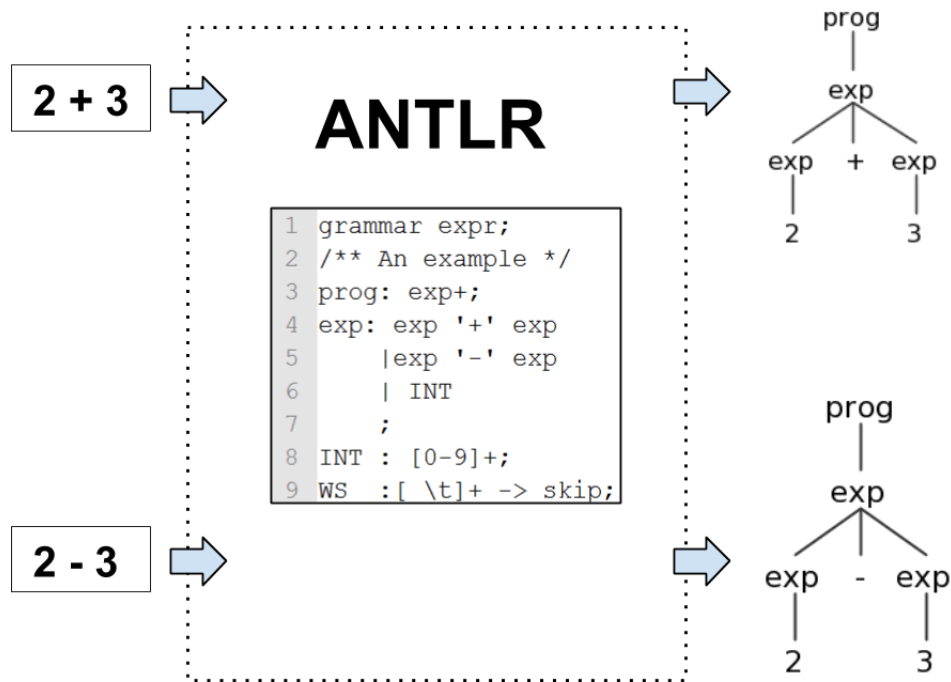 2 + 3
ANTLR
1 grammar expr;
2 /** An example */
3 prog: exp+;
4 exp: exp '+' exp
5     |exp '-' exp
6     | INT
7     ;
8 INT : [0-9]+;
9 WS  :[ \t]+ -> skip;
prog
exp
exp + exp
2 3
2 - 3
prog
exp
exp - exp
2 3